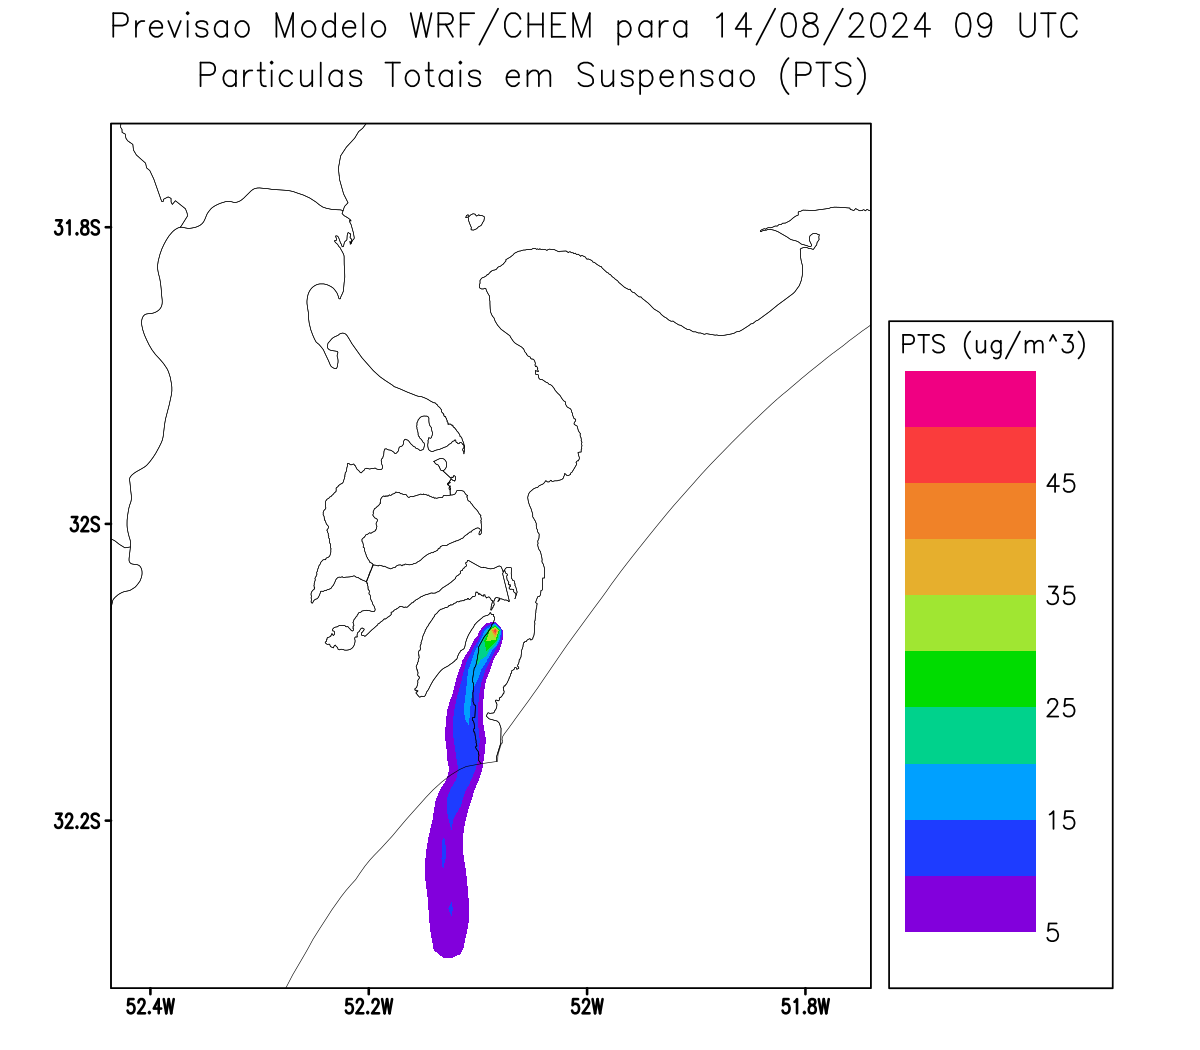 Previsao Modelo WRF/CHEM para 14/08/2024 09 UTC
Particulas Totais em Suspensao (PTS)
31.8S
32S
32.2S
52.4W
52.2W
52W
51.8W
PTS (ug/m^3)
45
35
25
15
5